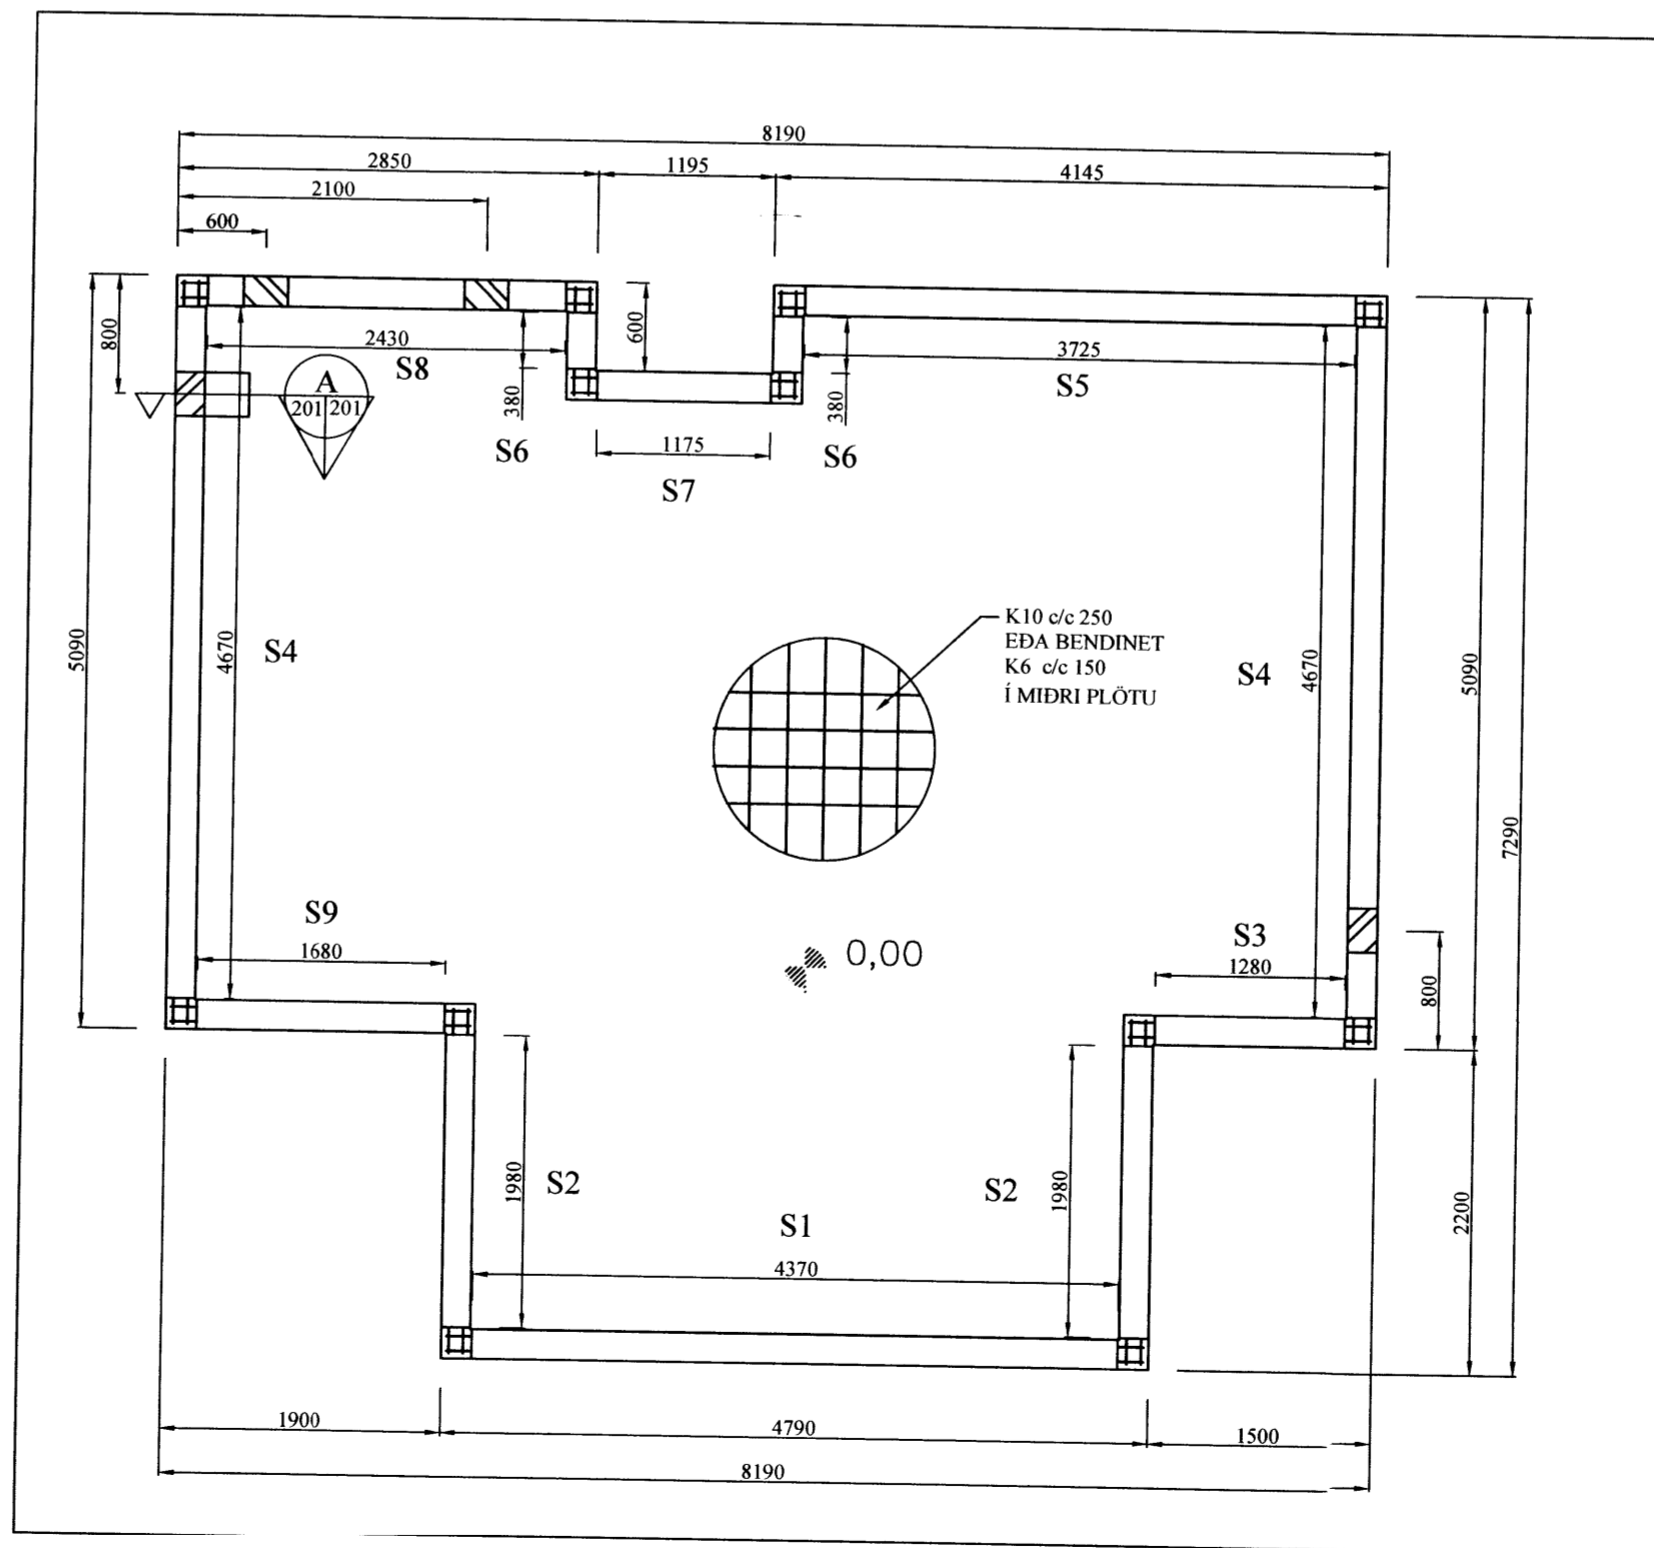 8190
2850
1195
4145
2100
600
800
2430
S8
600
3725
S5
A
201 201
380
380
S6
S6
1175
S7
5090
4670
S4
K10 c/c 250
EÐA BENDINET
K6 c/c 150
Í MIÐRI PLÖTU
S4
4670
5090
7290
S9
1680
0,00
S3
1280
800
1980
S2
S2
1980
2200
S1
4370
1900
4790
1500
8190